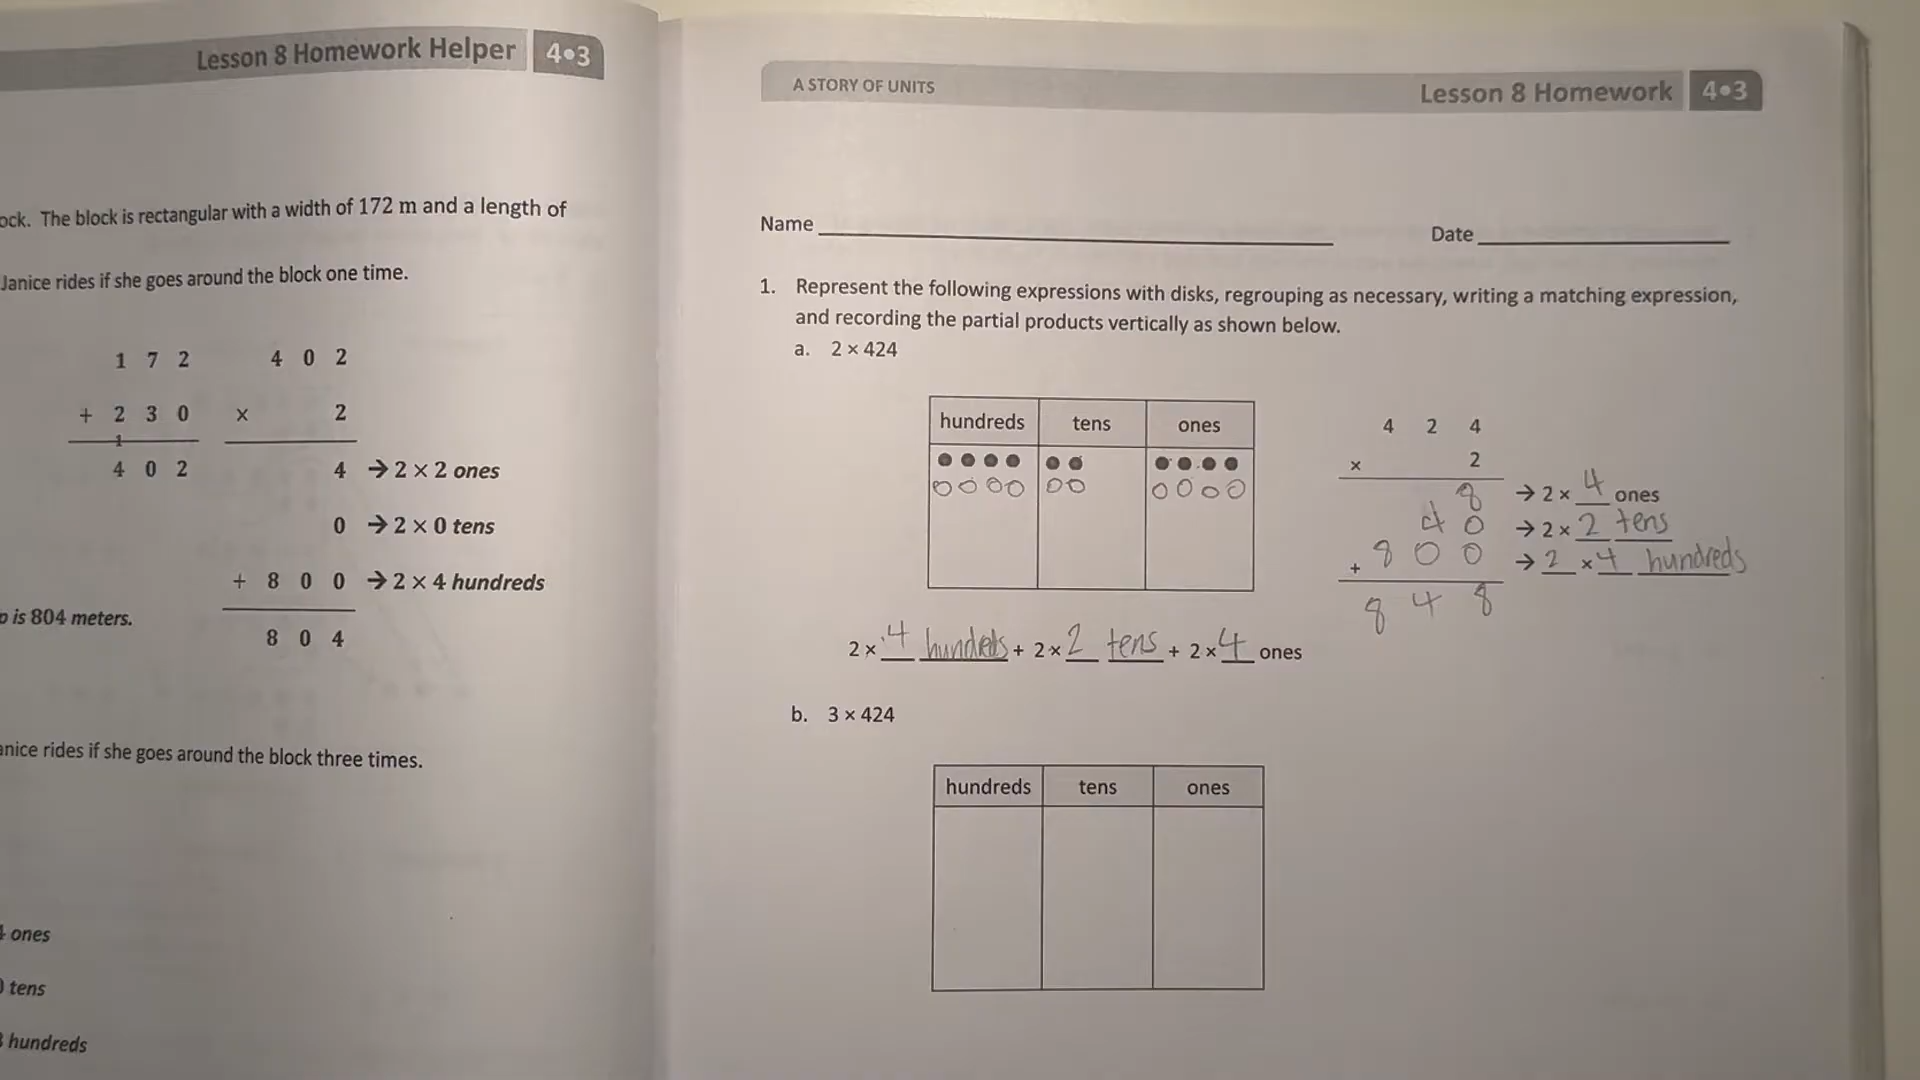 Lesson 8 Homework Helper 4•3
ock. The block is rectangular with a width of 172 m and a length of
Janice rides if she goes around the block one time.
1 7 2
+ 2 3 0
1
4 0 2
4 0 2
× 2
4 → 2 × 2 ones
0 → 2 × 0 tens
+ 8 0 0 → 2 × 4 hundreds
8 0 4
is 804 meters.
anice rides if she goes around the block three times.
ones
tens
hundreds
A STORY OF UNITS
Lesson 8 Homework 4•3
Name Date
1. Represent the following expressions with disks, regrouping as necessary, writing a matching expression,
and recording the partial products vertically as shown below.
a. 2 × 424
hundreds tens ones
4 2 4
× 2
8 → 2 × 4 ones
4 0 → 2 × 2 tens
+ 8 0 0 → 2 × 4 hundreds
8 4 8
2 × 4 hundreds + 2 × 2 tens + 2 × 4 ones
b. 3 × 424
hundreds tens ones